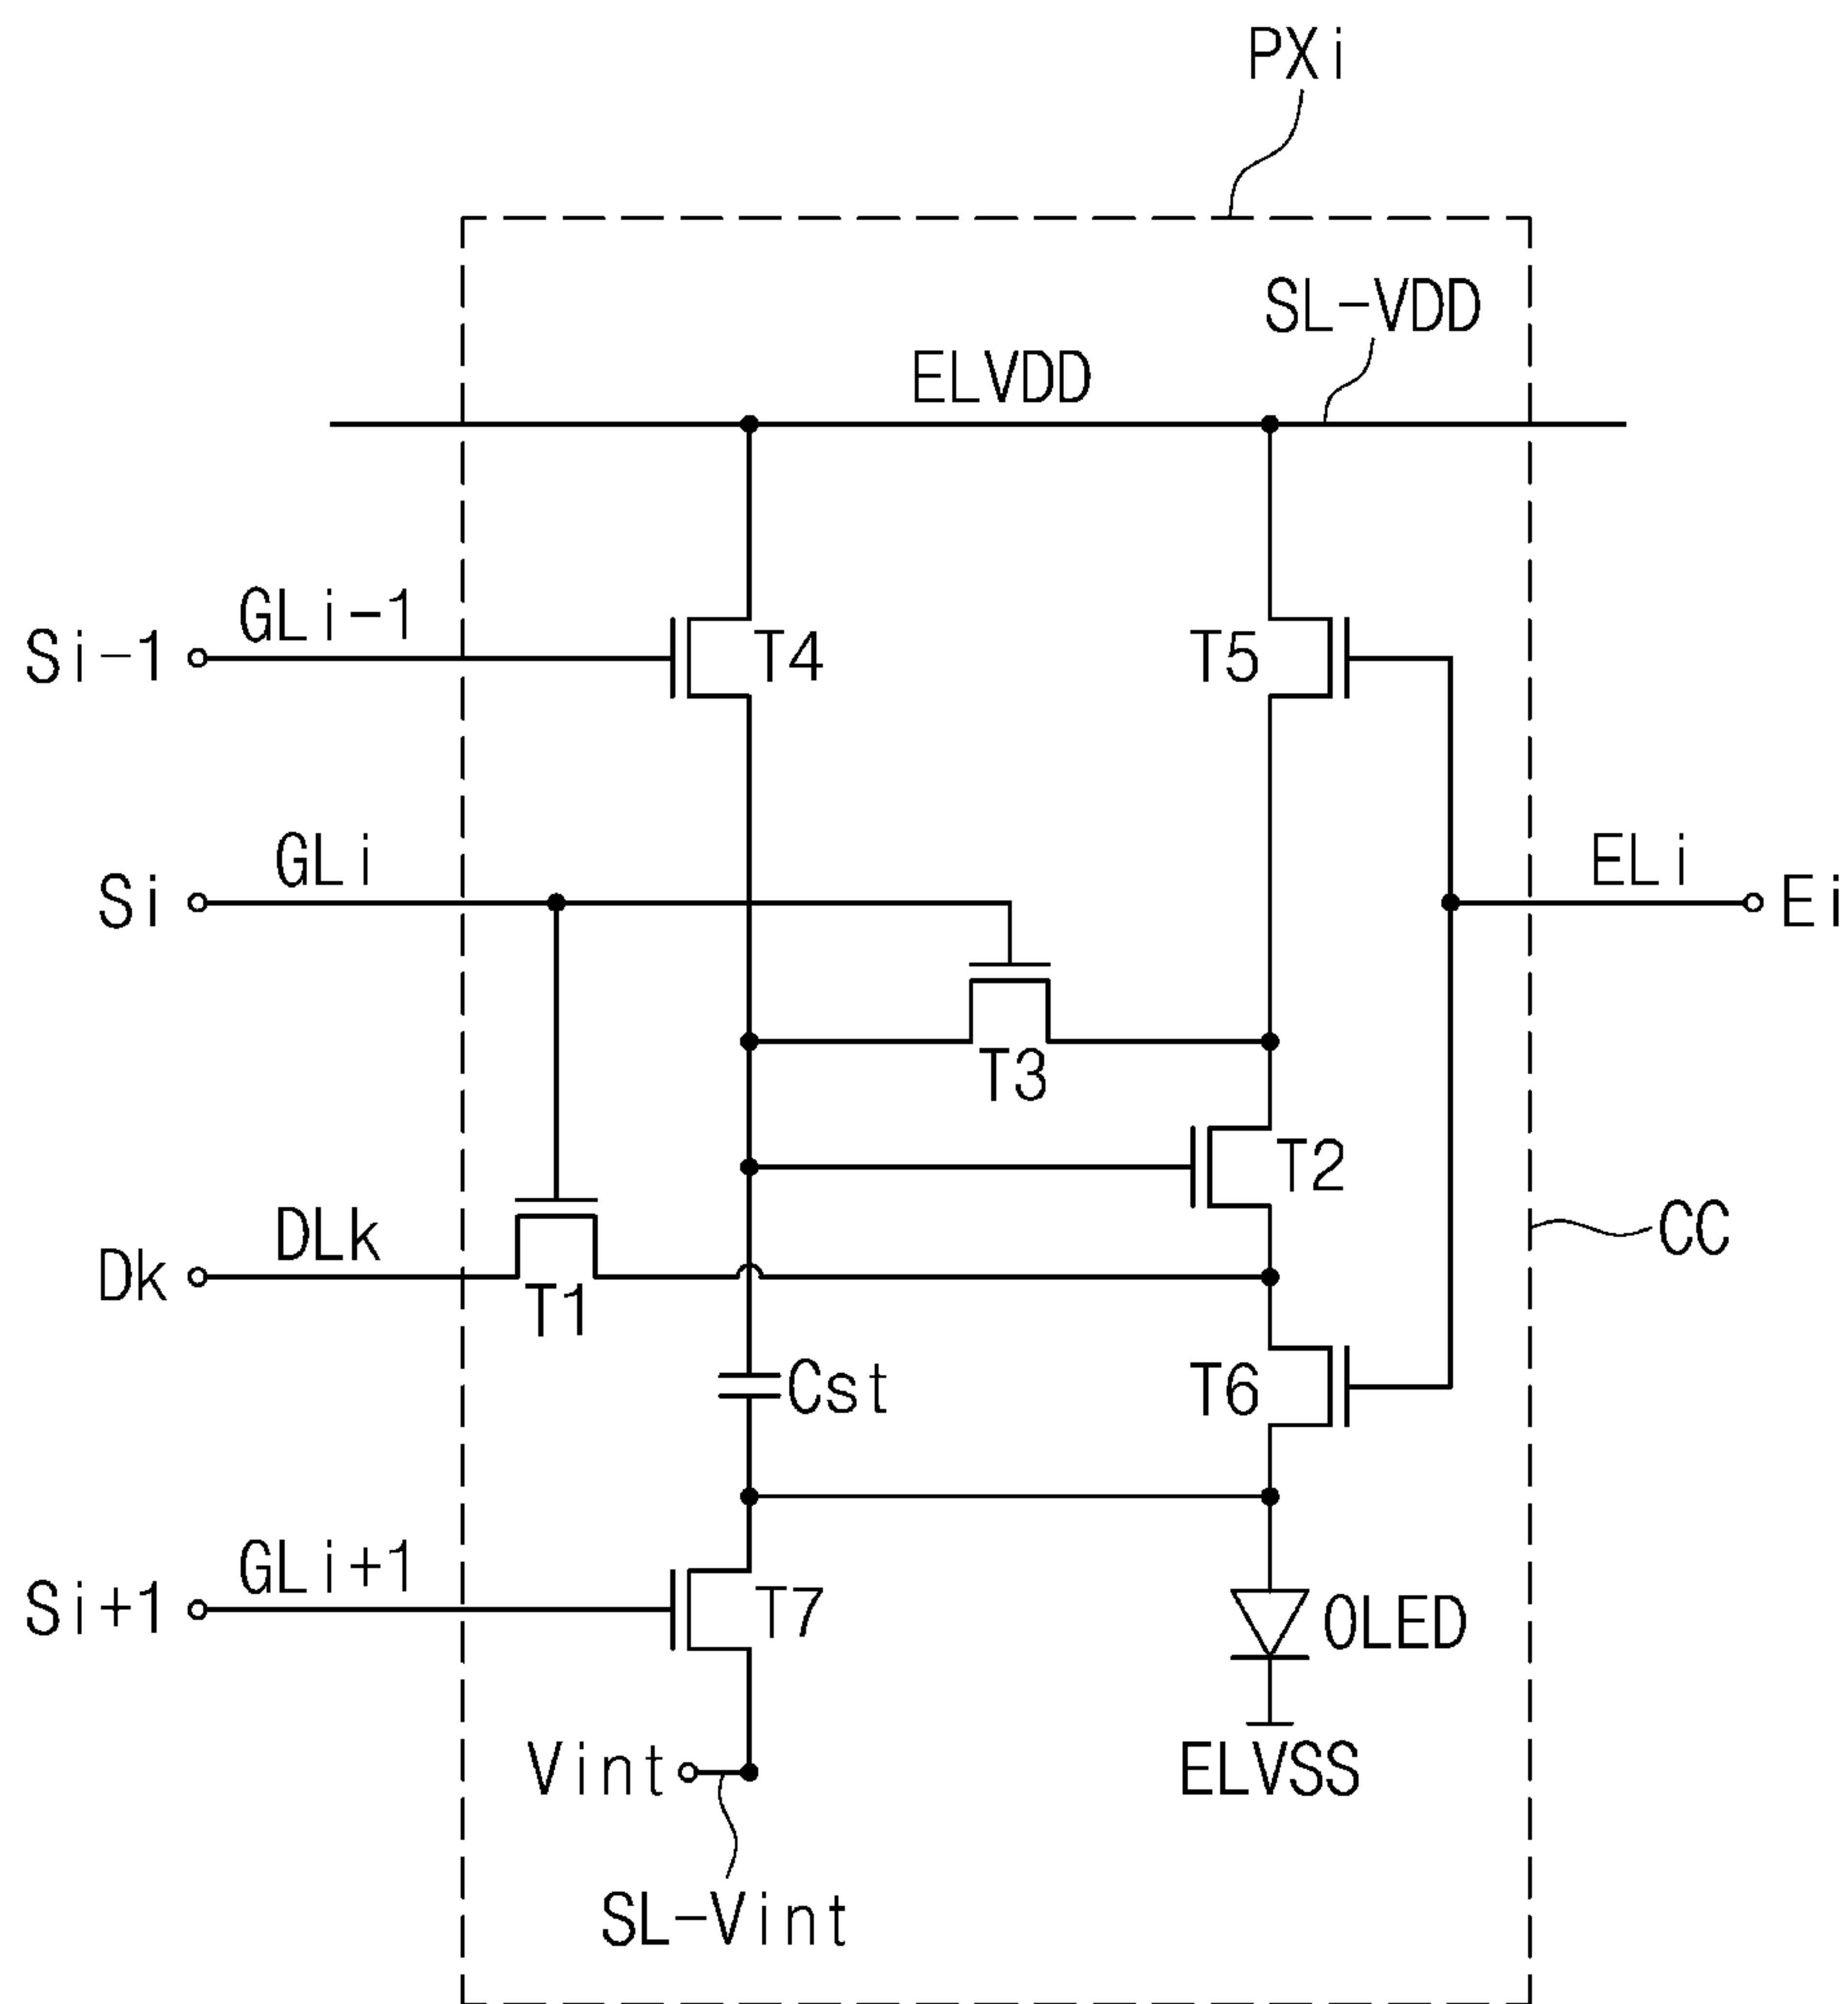 PXi
SL-VDD
ELVDD
GLi-1
Si-1
T4
T5
GLi
Si
ELi
Ei
T3
T2
DLk
Dk
T1
CC
Cst
T6
GLi+1
Si+1
T7
OLED
Vint
ELVSS
SL-Vint